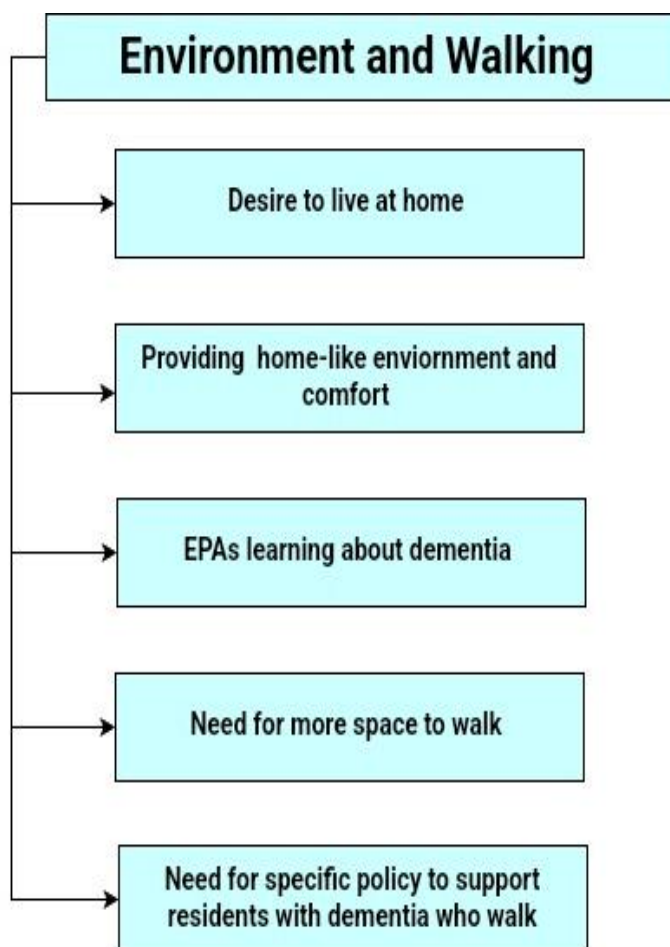 Environment and Walking
Desire to live at home
Providing home-like enviornment and
comfort
EPAs learning about dementia
Need for more space to walk
Need for specific policy to support
residents with dementia who walk